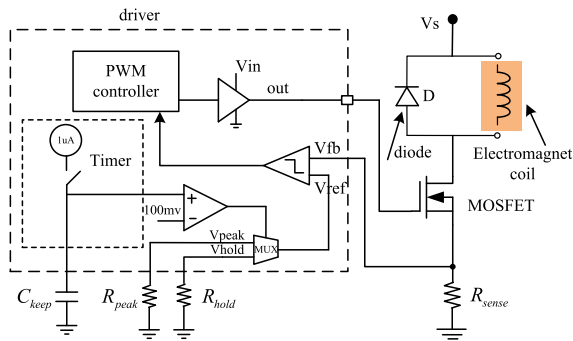 driver
Vs
PWM
controller
Vin
out
D
1uA
Timer
Vfb
diode
Electromagnet
coil
Vref
100mv
+
−
MOSFET
Vpeak
Vhold
MUX
Ckeep
Rpeak
Rhold
Rsense